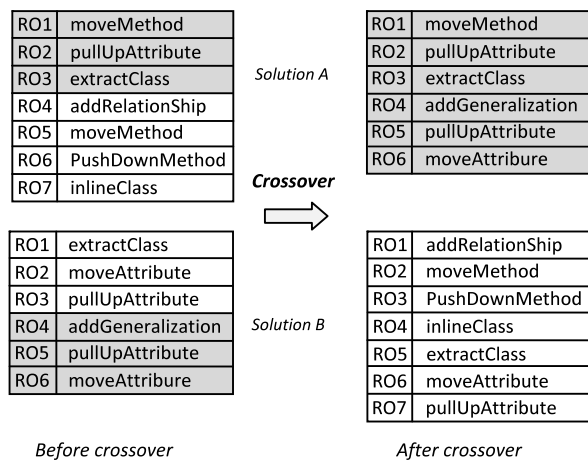 RO1 moveMethod
RO2 pullUpAttribute
RO3 extractClass
RO4 addRelationShip
RO5 moveMethod
RO6 PushDownMethod
RO7 inlineClass
Solution A
RO1 moveMethod
RO2 pullUpAttribute
RO3 extractClass
RO4 addGeneralization
RO5 pullUpAttribute
RO6 moveAttribure
Crossover
RO1 extractClass
RO2 moveAttribute
RO3 pullUpAttribute
RO4 addGeneralization
RO5 pullUpAttribute
RO6 moveAttribure
Solution B
RO1 addRelationShip
RO2 moveMethod
RO3 PushDownMethod
RO4 inlineClass
RO5 extractClass
RO6 moveAttribute
RO7 pullUpAttribute
Before crossover
After crossover